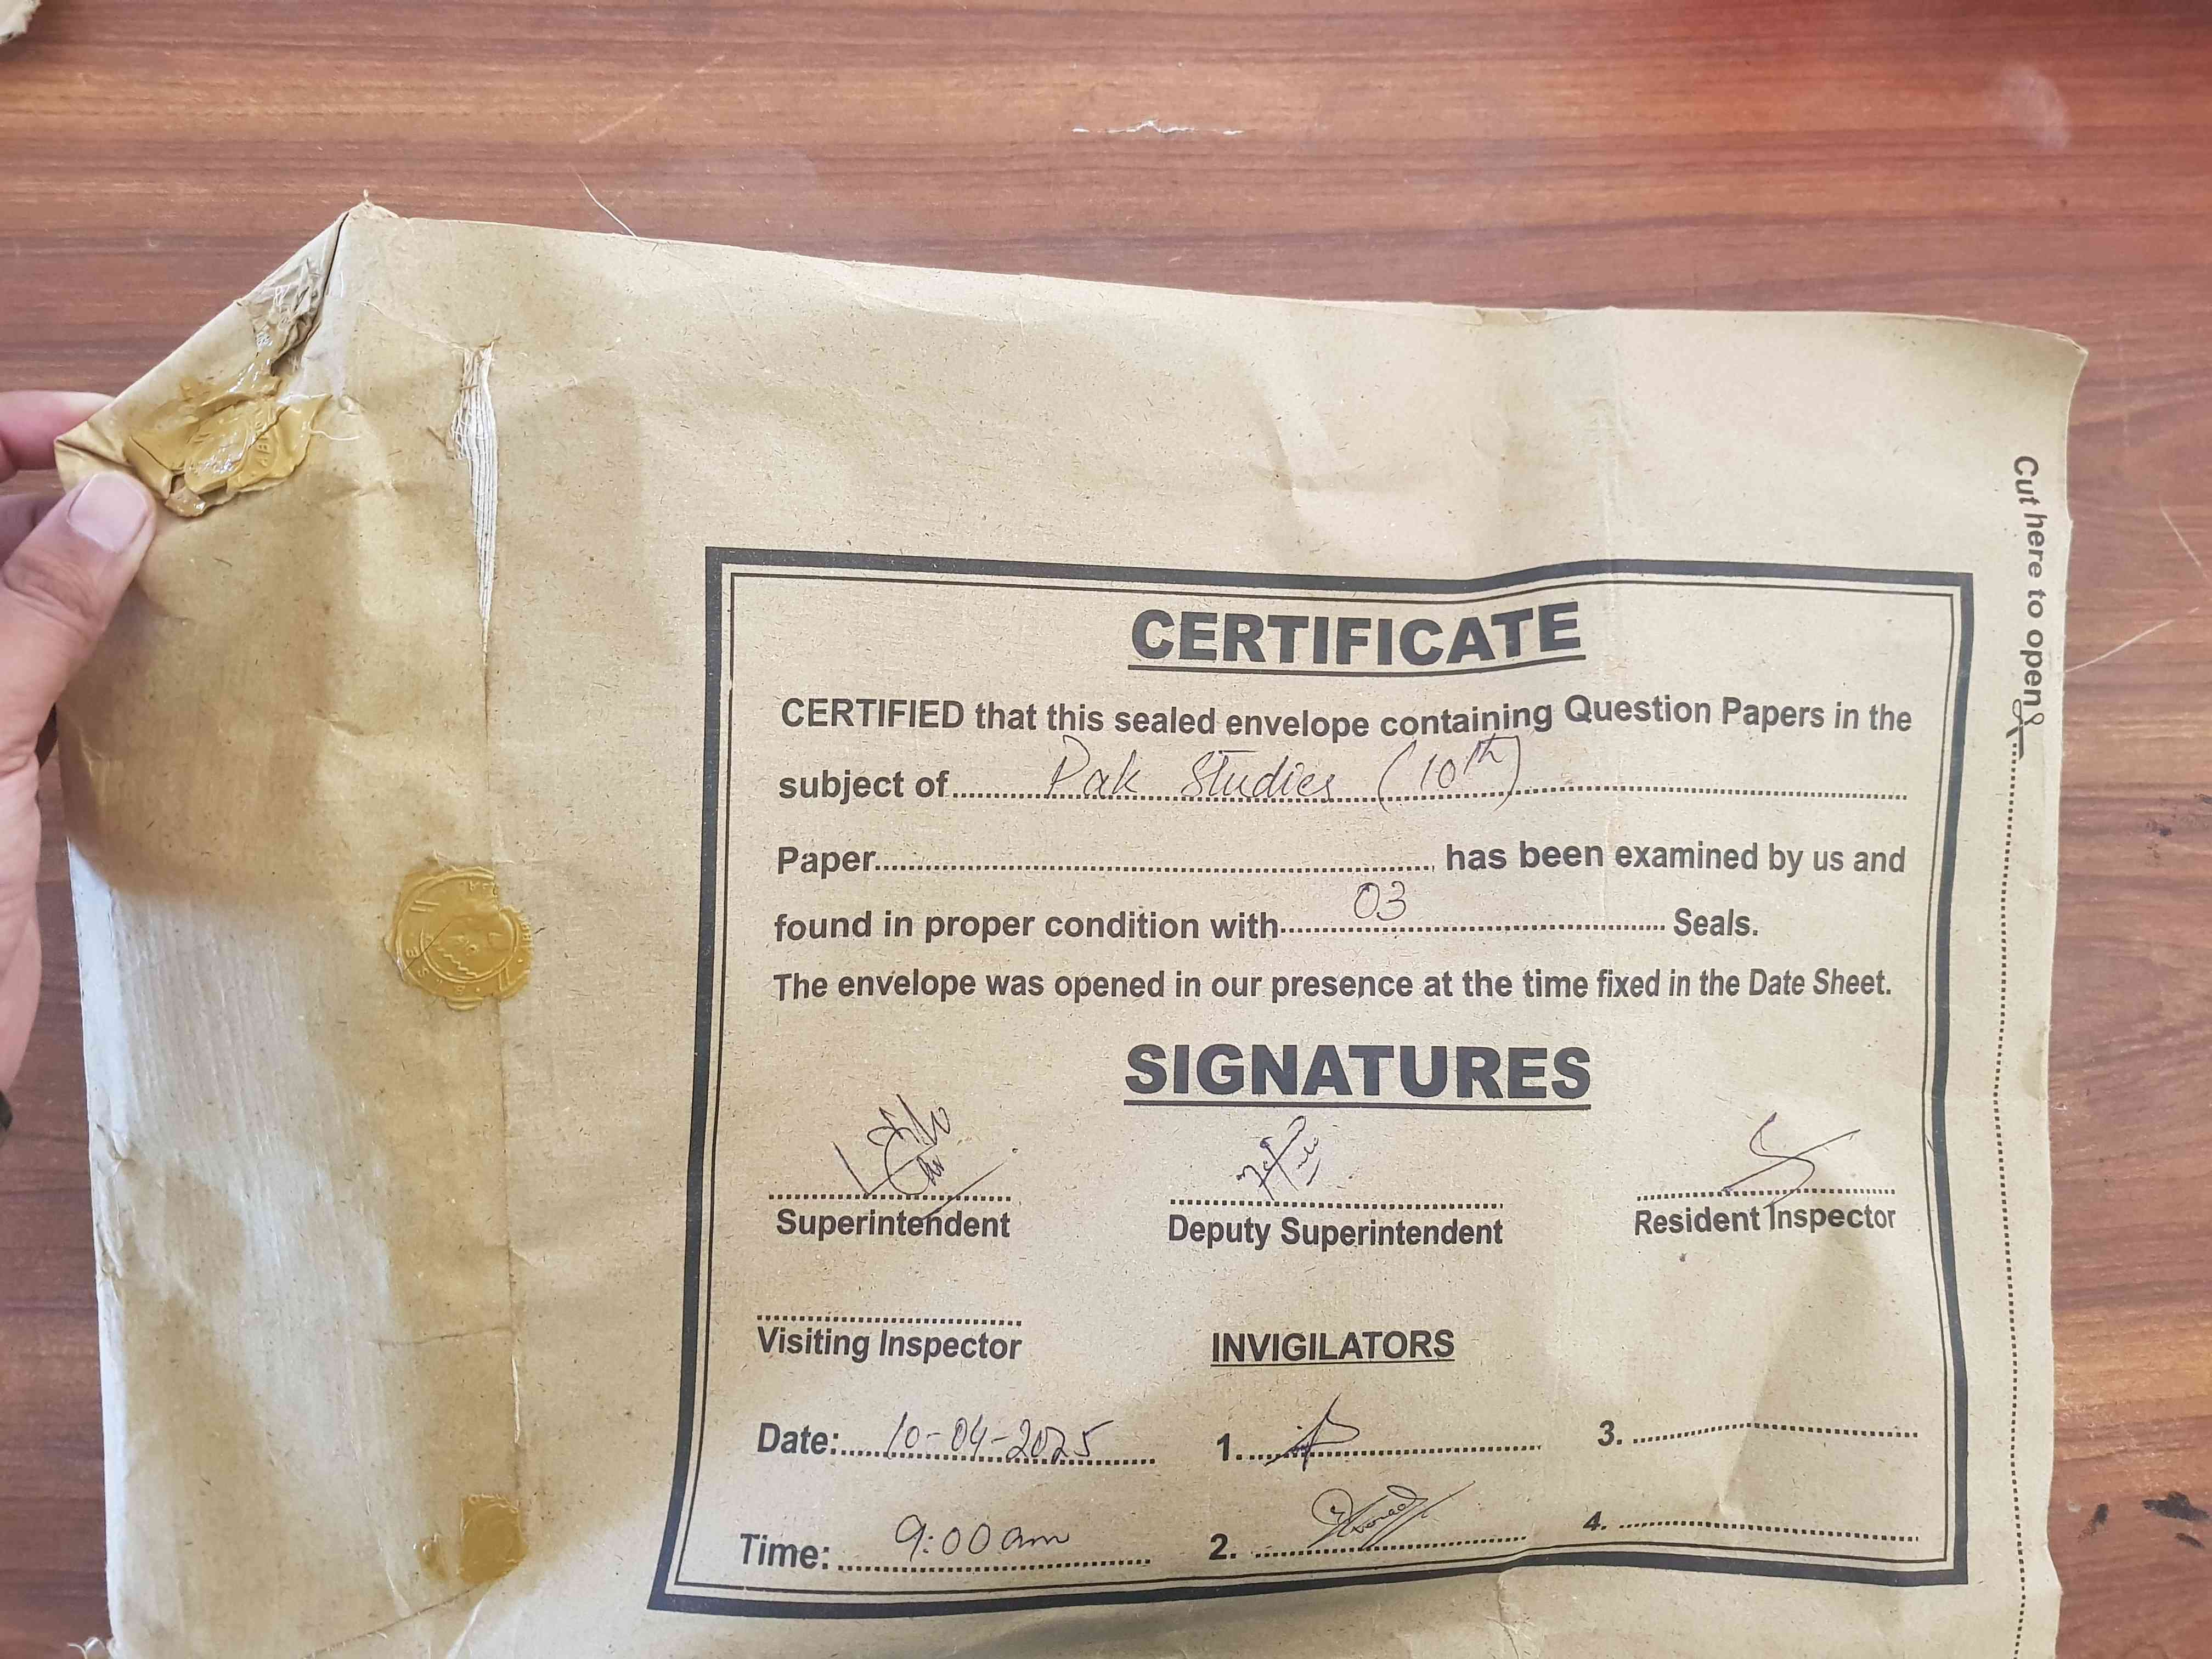 CERTIFICATE
CERTIFIED that this sealed envelope containing Question Papers in the
subject of Pak Studies (10th)
Paper has been examined by us and
found in proper condition with 03 Seals.
The envelope was opened in our presence at the time fixed in the Date Sheet.
SIGNATURES
Superintendent Deputy Superintendent Resident Inspector
Visiting Inspector INVIGILATORS
Date: 10-04-2025 1. 3.
Time: 9:00 am 2. 4.
Cut here to open